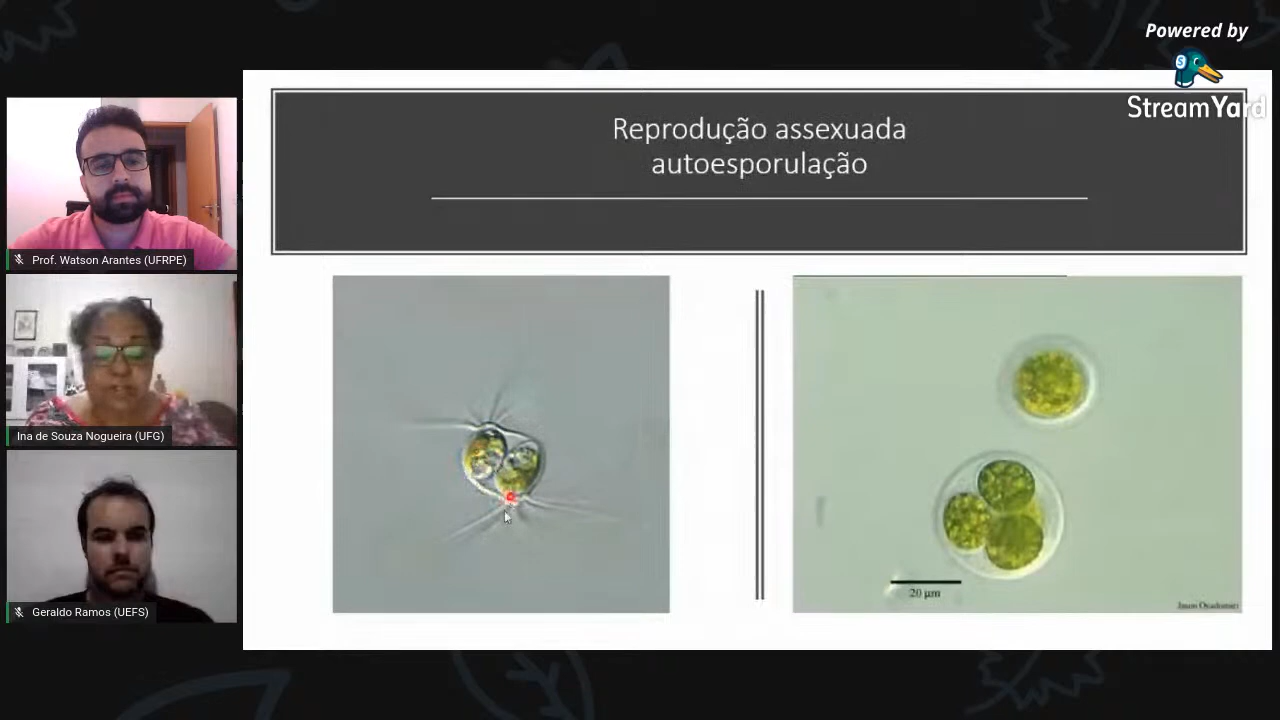 Powered by
StreamYard
Reprodução assexuada
autoesporulação
Prof. Watson Arantes (UFRPE)
Ina de Souza Nogueira (UFG)
Geraldo Ramos (UEFS)
20 µm